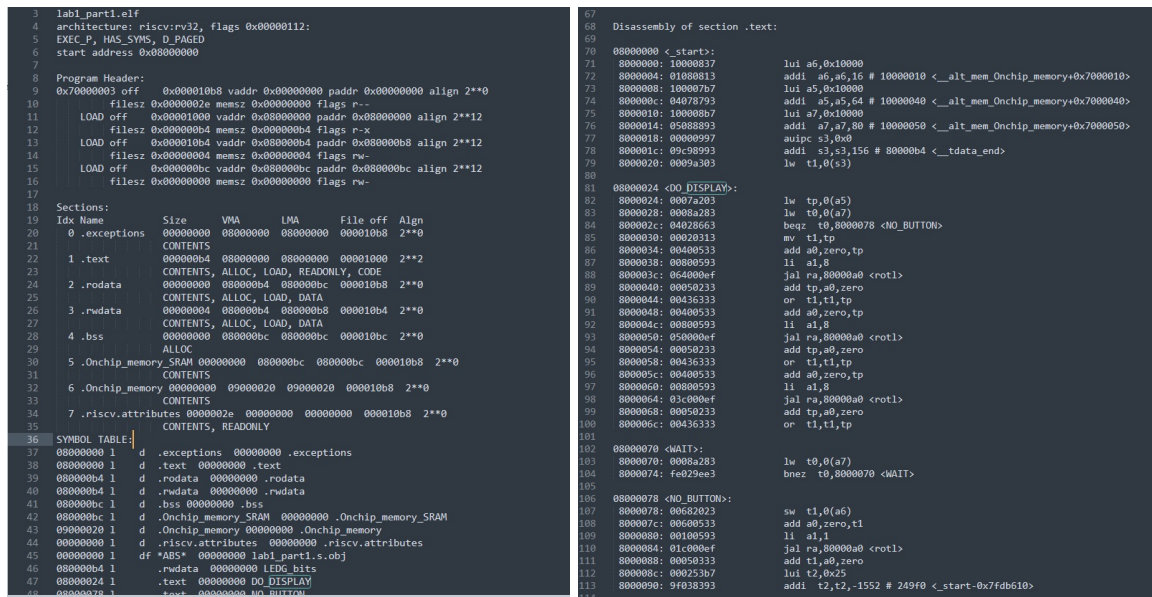 3 lab1_part1.elf
4 architecture: riscv:rv32, flags 0x00000112:
5 EXEC_P, HAS_SYMS, D_PAGED
6 start address 0x08000000
7
8 Program Header:
9 0x70000003 off 0x000010b8 vaddr 0x00000000 paddr 0x00000000 align 2**0
10 filesz 0x0000002e memsz 0x00000000 flags r--
11 LOAD off 0x00001000 vaddr 0x08000000 paddr 0x08000000 align 2**12
12 filesz 0x000000b4 memsz 0x000000b4 flags r-x
13 LOAD off 0x000010b4 vaddr 0x080000b4 paddr 0x080000b8 align 2**12
14 filesz 0x00000004 memsz 0x00000004 flags rw-
15 LOAD off 0x000000bc vaddr 0x080000bc paddr 0x080000bc align 2**12
16 filesz 0x00000000 memsz 0x00000000 flags rw-
17
18 Sections:
19 Idx Name Size VMA LMA File off Algn
20 0 .exceptions 00000000 08000000 08000000 000010b8 2**0
21 CONTENTS
22 1 .text 000000b4 08000000 08000000 00001000 2**2
23 CONTENTS, ALLOC, LOAD, READONLY, CODE
24 2 .rodata 00000000 080000b4 080000bc 000010b8 2**0
25 CONTENTS, ALLOC, LOAD, DATA
26 3 .rwdata 00000004 080000b4 080000b8 000010b4 2**0
27 CONTENTS, ALLOC, LOAD, DATA
28 4 .bss 00000000 080000bc 080000bc 000010bc 2**0
29 ALLOC
30 5 .Onchip_memory_SRAM 00000000 080000bc 080000bc 000010b8 2**0
31 CONTENTS
32 6 .Onchip_memory 00000000 09000020 09000020 000010b8 2**0
33 CONTENTS
34 7 .riscv.attributes 0000002e 00000000 00000000 000010b8 2**0
35 CONTENTS, READONLY
36 SYMBOL TABLE:
37 08000000 l d .exceptions 00000000 .exceptions
38 08000000 l d .text 00000000 .text
39 080000b4 l d .rodata 00000000 .rodata
40 080000b4 l d .rwdata 00000000 .rwdata
41 080000bc l d .bss 00000000 .bss
42 080000bc l d .Onchip_memory_SRAM 00000000 .Onchip_memory_SRAM
43 09000020 l d .Onchip_memory 00000000 .Onchip_memory
44 00000000 l d .riscv.attributes 00000000 .riscv.attributes
45 00000000 l df *ABS* 00000000 lab1_part1.s.obj
46 080000b4 l .rwdata 00000000 LEDG_bits
47 08000024 l .text 00000000 DO_DISPLAY
48 08000078 l .text 00000000 NO_BUTTON
67
68 Disassembly of section .text:
69
70 08000000 <_start>:
71 8000000: 10000837 lui a6,0x10000
72 8000004: 01080813 addi a6,a6,16 # 10000010 <__alt_mem_Onchip_memory+0x7000010>
73 8000008: 100007b7 lui a5,0x10000
74 800000c: 04078793 addi a5,a5,64 # 10000040 <__alt_mem_Onchip_memory+0x7000040>
75 8000010: 100008b7 lui a7,0x10000
76 8000014: 05088893 addi a7,a7,80 # 10000050 <__alt_mem_Onchip_memory+0x7000050>
77 8000018: 00000997 auipc s3,0x0
78 800001c: 09c98993 addi s3,s3,156 # 80000b4 <__tdata_end>
79 8000020: 0009a303 lw t1,0(s3)
80
81 08000024 <DO_DISPLAY>:
82 8000024: 0007a203 lw tp,0(a5)
83 8000028: 0008a283 lw t0,0(a7)
84 800002c: 04028663 beqz t0,8000078 <NO_BUTTON>
85 8000030: 00020313 mv t1,tp
86 8000034: 00400533 add a0,zero,tp
87 8000038: 00800593 li a1,8
88 800003c: 064000ef jal ra,80000a0 <rotl>
89 8000040: 00050233 add tp,a0,zero
90 8000044: 00436333 or t1,t1,tp
91 8000048: 00400533 add a0,zero,tp
92 800004c: 00800593 li a1,8
93 8000050: 050000ef jal ra,80000a0 <rotl>
94 8000054: 00050233 add tp,a0,zero
95 8000058: 00436333 or t1,t1,tp
96 800005c: 00400533 add a0,zero,tp
97 8000060: 00800593 li a1,8
98 8000064: 03c000ef jal ra,80000a0 <rotl>
99 8000068: 00050233 add tp,a0,zero
100 800006c: 00436333 or t1,t1,tp
101
102 08000070 <WAIT>:
103 8000070: 0008a283 lw t0,0(a7)
104 8000074: fe029ee3 bnez t0,8000070 <WAIT>
105
106 08000078 <NO_BUTTON>:
107 8000078: 00682023 sw t1,0(a6)
108 800007c: 00600533 add a0,zero,t1
109 8000080: 00100593 li a1,1
110 8000084: 01c000ef jal ra,80000a0 <rotl>
111 8000088: 00050333 add t1,a0,zero
112 800008c: 000253b7 lui t2,0x25
113 8000090: 9f038393 addi t2,t2,-1552 # 249f0 <_start-0x7fdb610>